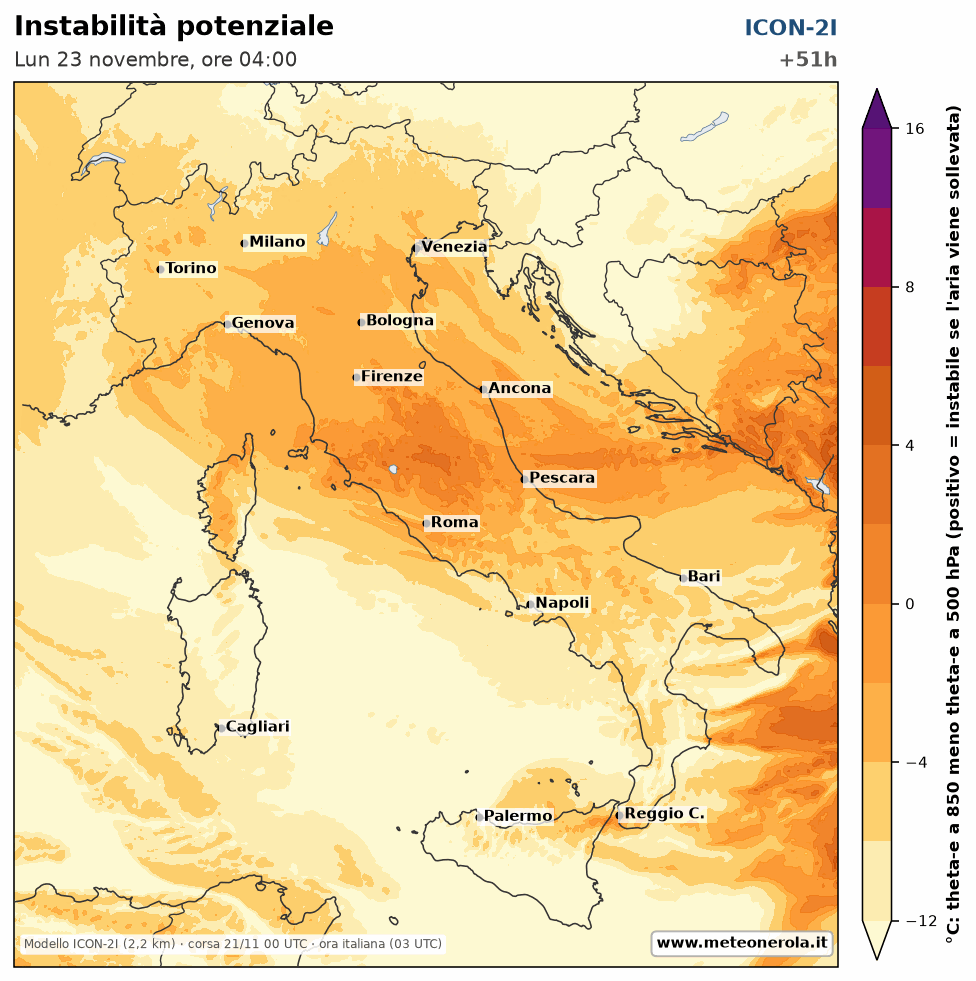 Instabilità potenziale
ICON-2I
Lun 23 novembre, ore 04:00
+51h
Milano
Venezia
Torino
Genova
Bologna
Firenze
Ancona
Pescara
Roma
Bari
Napoli
Cagliari
Palermo
Reggio C.
Modello ICON-2I (2,2 km) · corsa 21/11 00 UTC · ora italiana (03 UTC)
www.meteonerola.it
16
8
4
0
−4
−12
°C: theta-e a 850 meno theta-e a 500 hPa (positivo = instabile se l'aria viene sollevata)